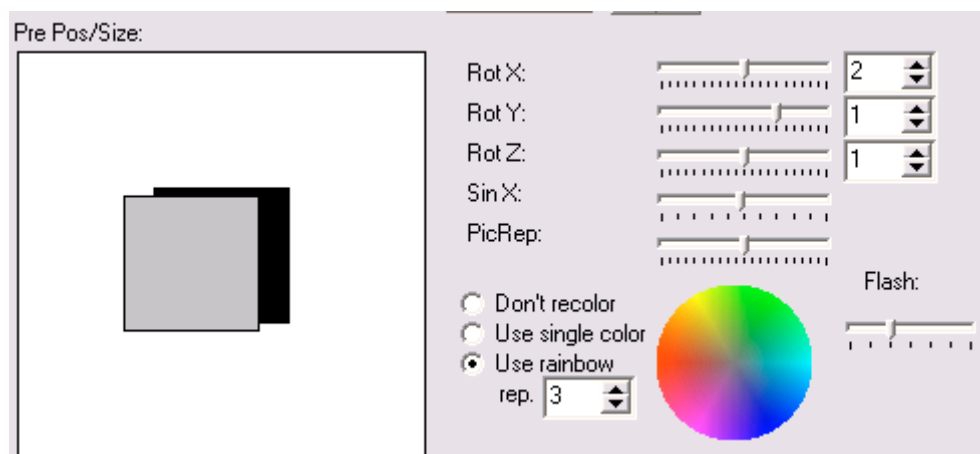 Pre Pos/Size:
Rot X: 2
Rot Y: 1
Rot Z: 1
Sin X:
PicRep:
Flash:
Don't recolor
Use single color
Use rainbow
rep. 3